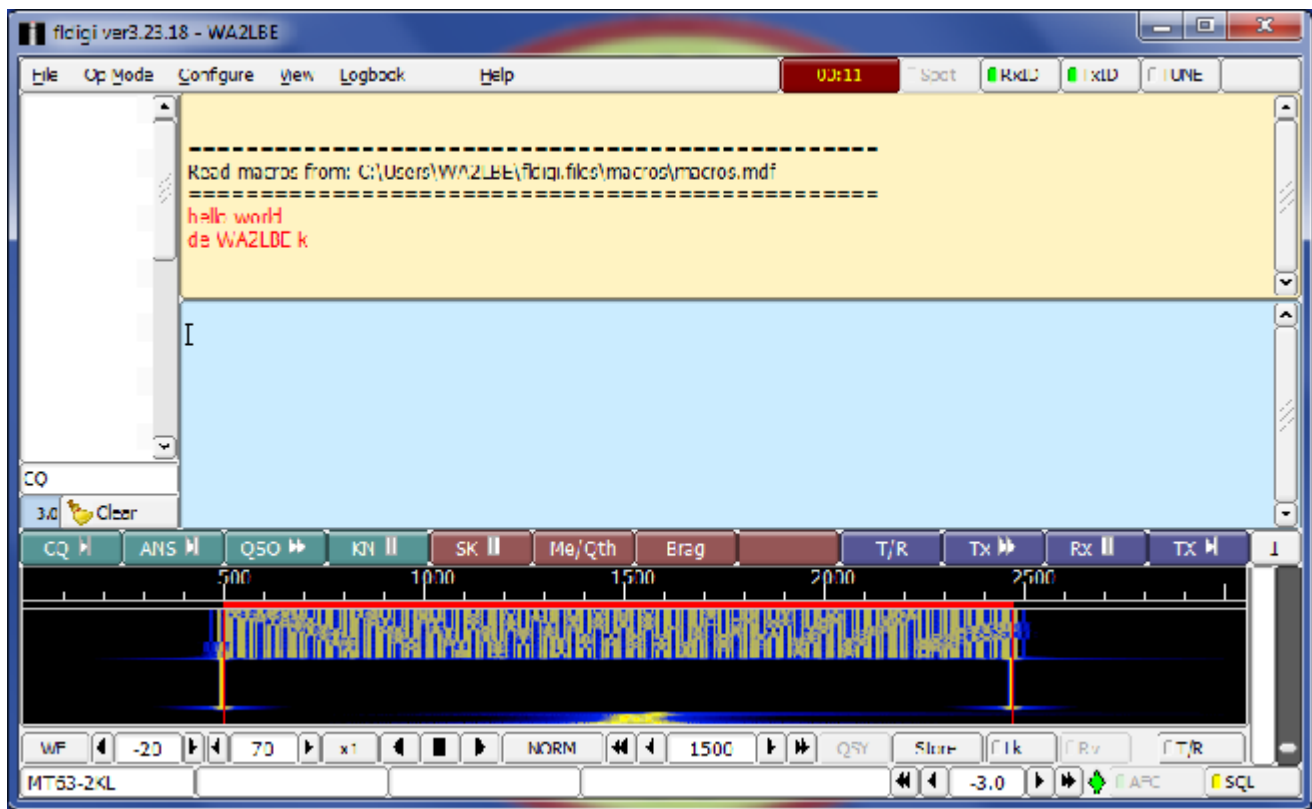 fldigi ver3.23.18 - WA2LBE
File Op Mode Configure View Logbook Help 00:11 Spot RxID TxID TUNE
================================================
Read macros from: C:\Users\WA2LBE\fldigi.files\macros\macros.mdf
================================================
hello world
de WA2LBE k
CQ
3.0 Clear
CQ ANS QSO KN SK Me/Qth Brag T/R Tx Rx TX 1
500 1000 1500 2000 2500
WF -20 70 x1 NORM 1500 QSY Store Lk Rv T/R
MT63-2KL -3.0 AFC SQL